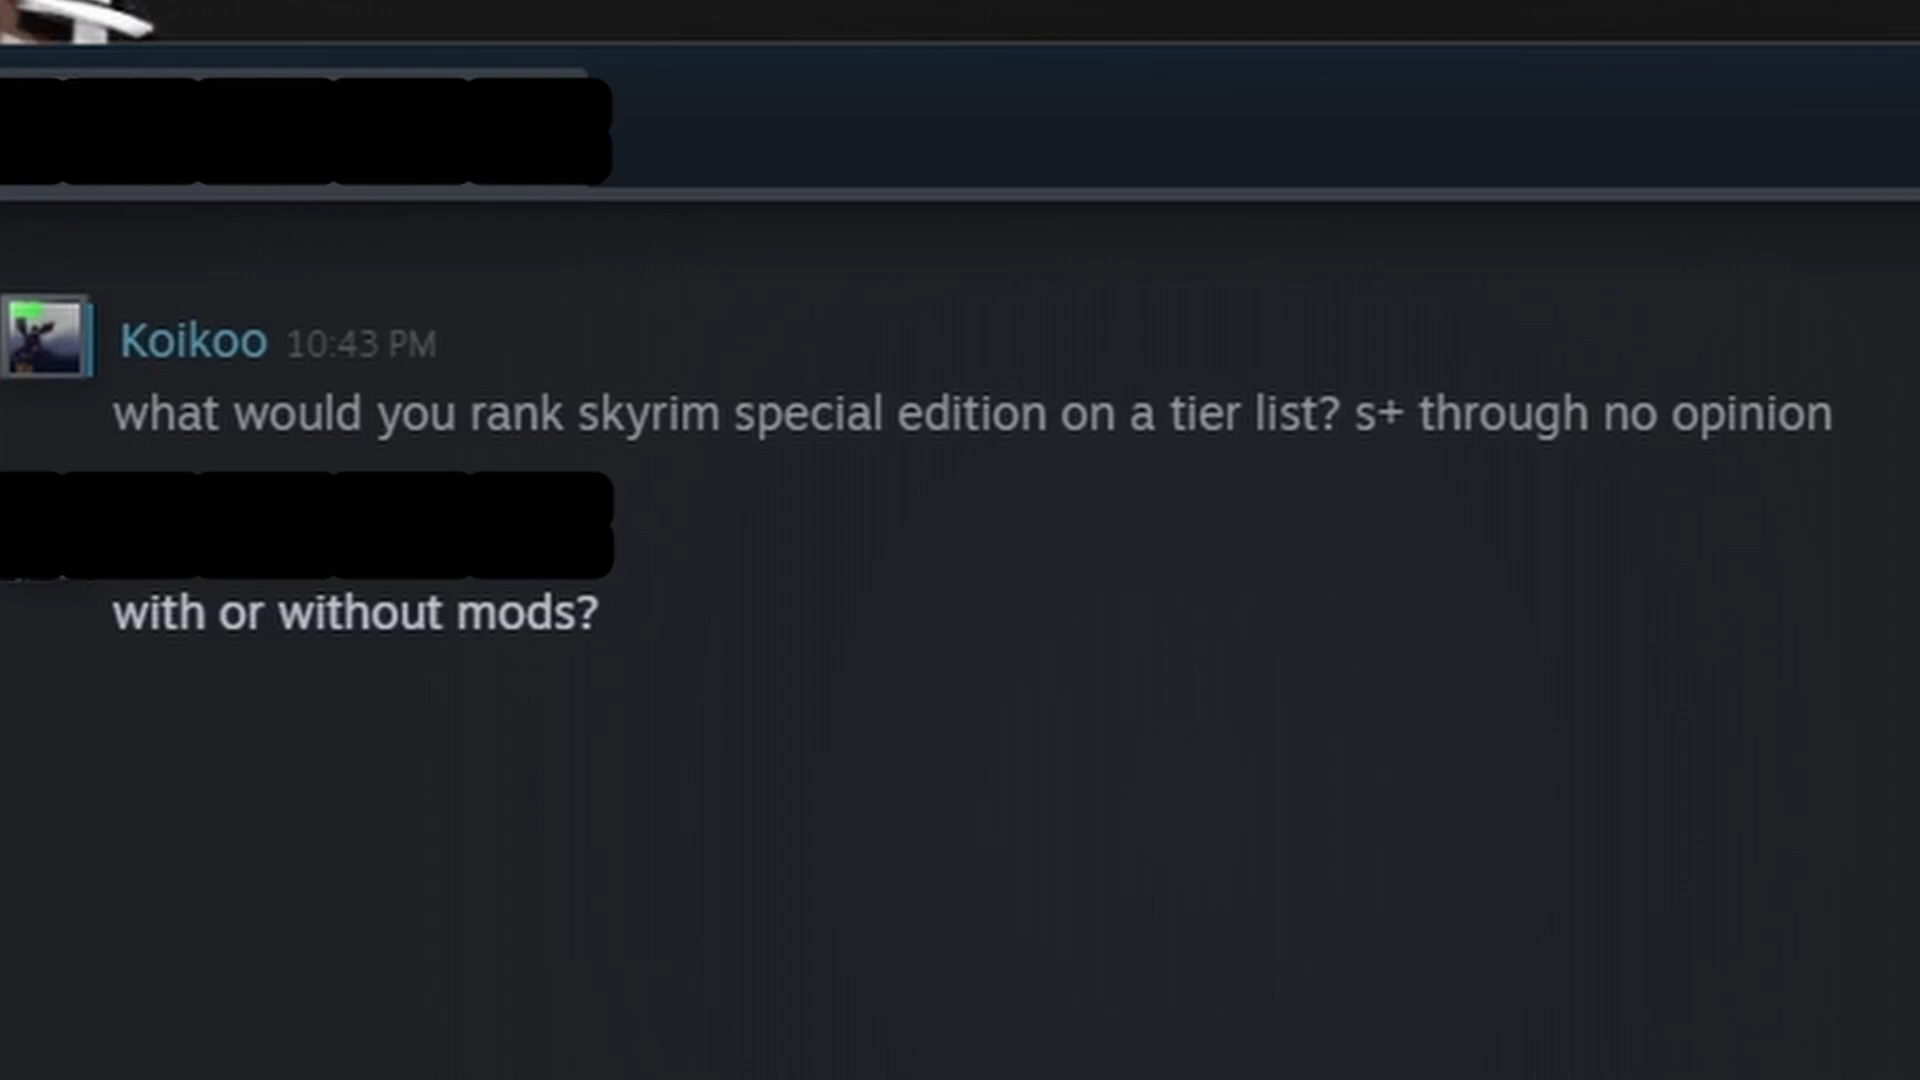 Koikoo 10:43 PM
what would you rank skyrim special edition on a tier list? s+ through no opinion
with or without mods?